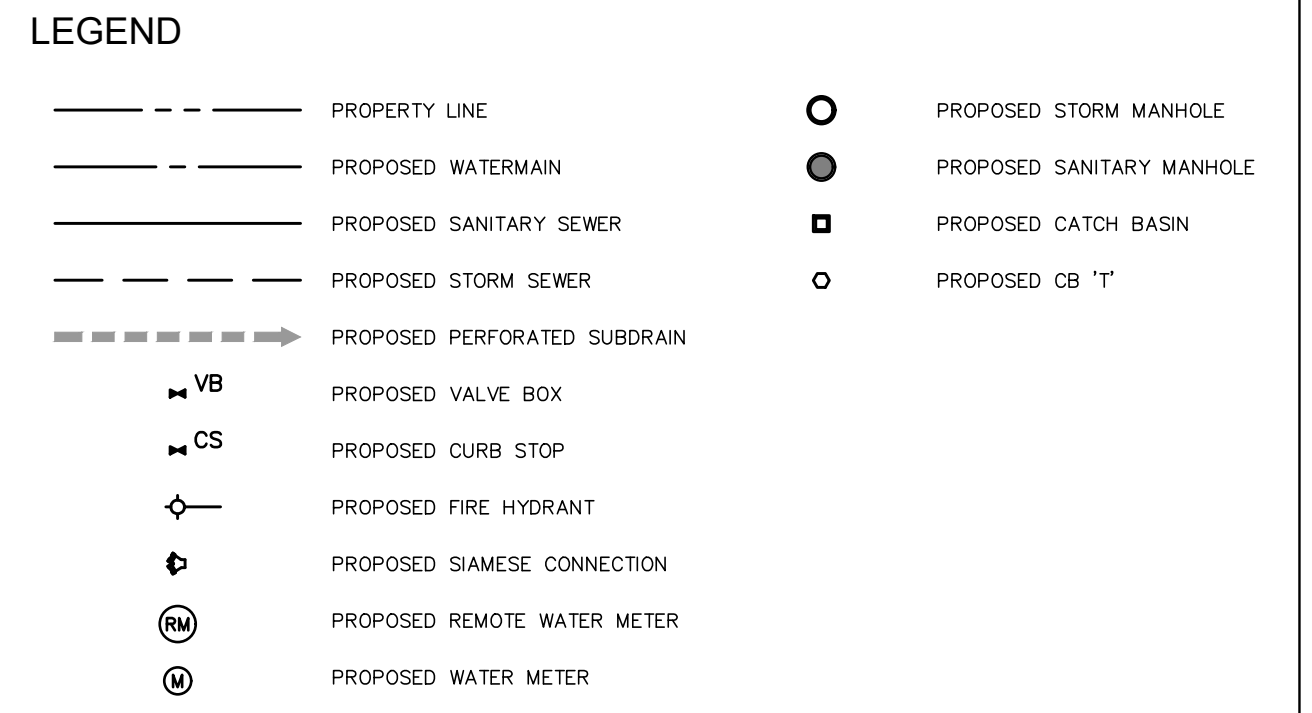 LEGEND
PROPERTY LINE
PROPOSED WATERMAIN
PROPOSED SANITARY SEWER
PROPOSED STORM SEWER
PROPOSED PERFORATED SUBDRAIN
VB PROPOSED VALVE BOX
CS PROPOSED CURB STOP
PROPOSED FIRE HYDRANT
PROPOSED SIAMESE CONNECTION
RM PROPOSED REMOTE WATER METER
M PROPOSED WATER METER
PROPOSED STORM MANHOLE
PROPOSED SANITARY MANHOLE
PROPOSED CATCH BASIN
PROPOSED CB 'T'